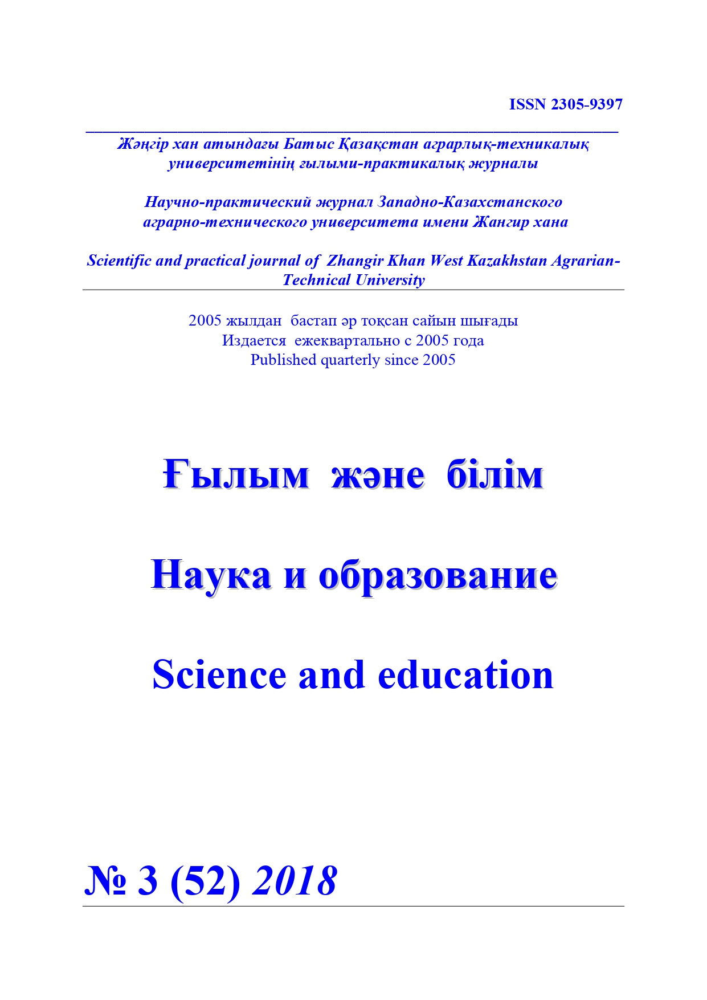 ISSN 2305-9397
Жәңгір хан атындағы Батыс Қазақстан аграрлық-техникалық
университетінің ғылыми-практикалық журналы
Научно-практический журнал Западно-Казахстанского
аграрно-технического университета имени Жангир хана
Scientific and practical journal of  Zhangir Khan West Kazakhstan Agrarian-
Technical University
2005 жылдан  бастап әр тоқсан сайын шығады
Издается  ежеквартально с 2005 года
Published quarterly since 2005
Ғылым  және  білім
Наука и образование
Science and education
№ 3 (52) 2018